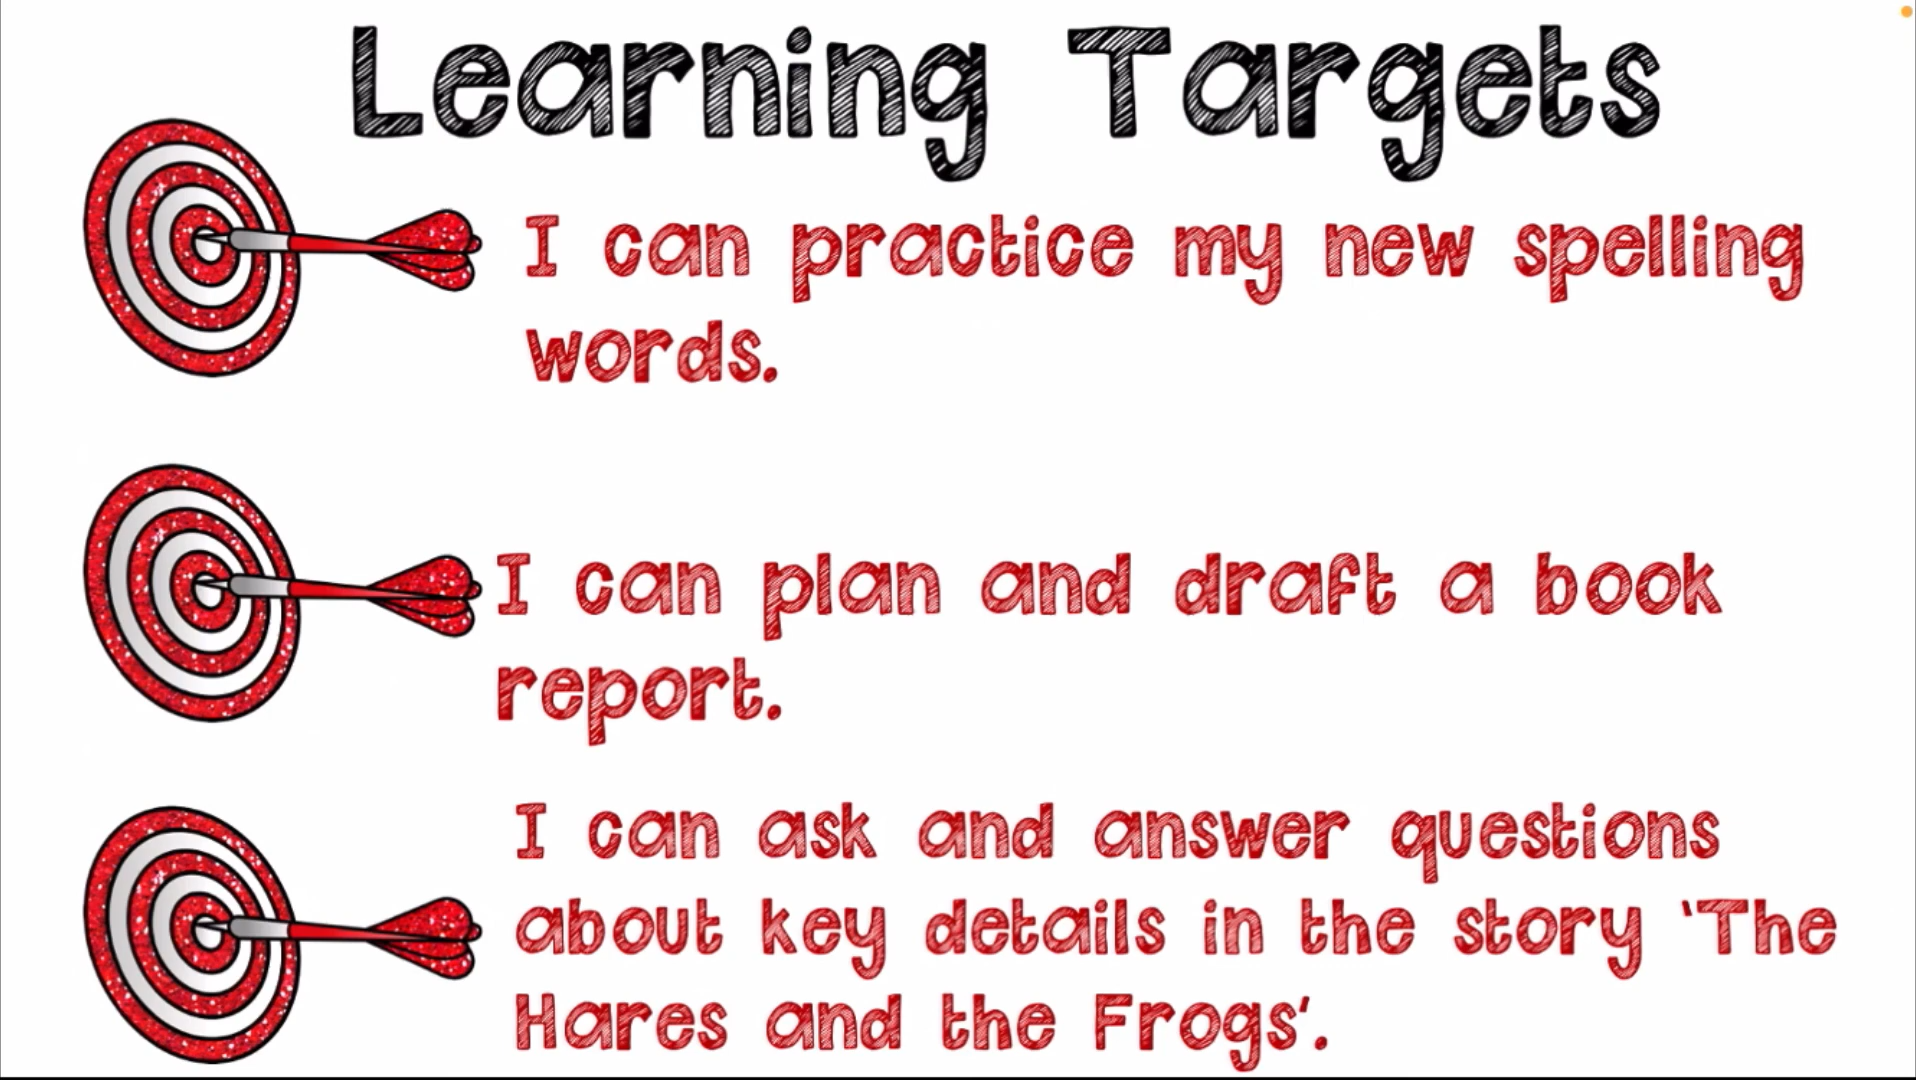 Learning Targets
I can practice my new spelling
words.
I can plan and draft a book
report.
I can ask and answer questions
about key details in the story 'The
Hares and the Frogs'.